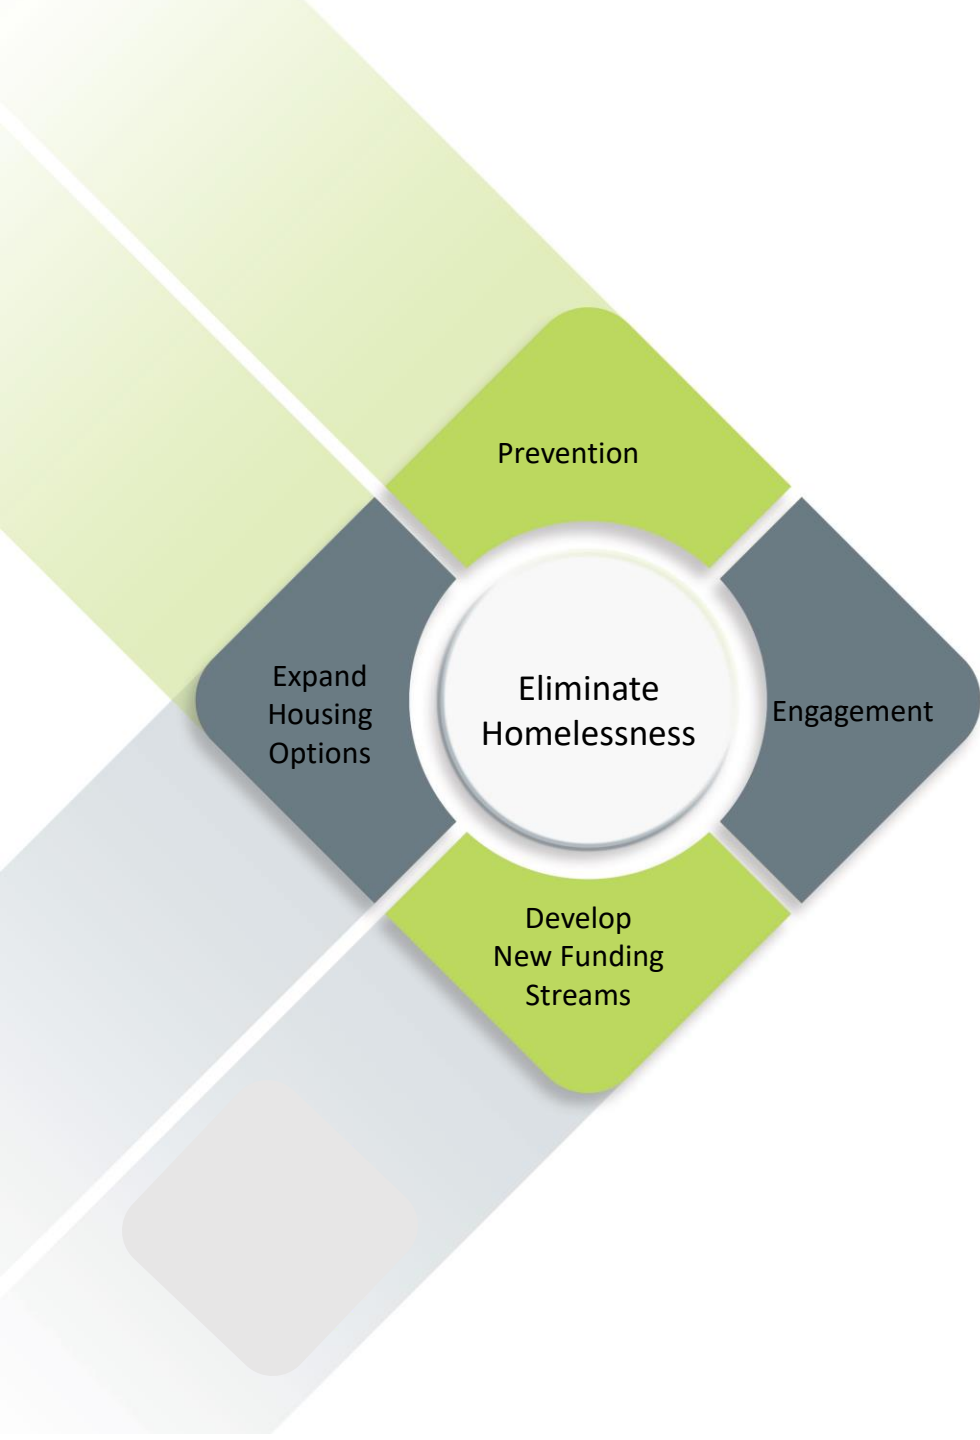 Prevention
Expand
Housing
Options
Eliminate
Homelessness
Engagement
Develop
New Funding
Streams